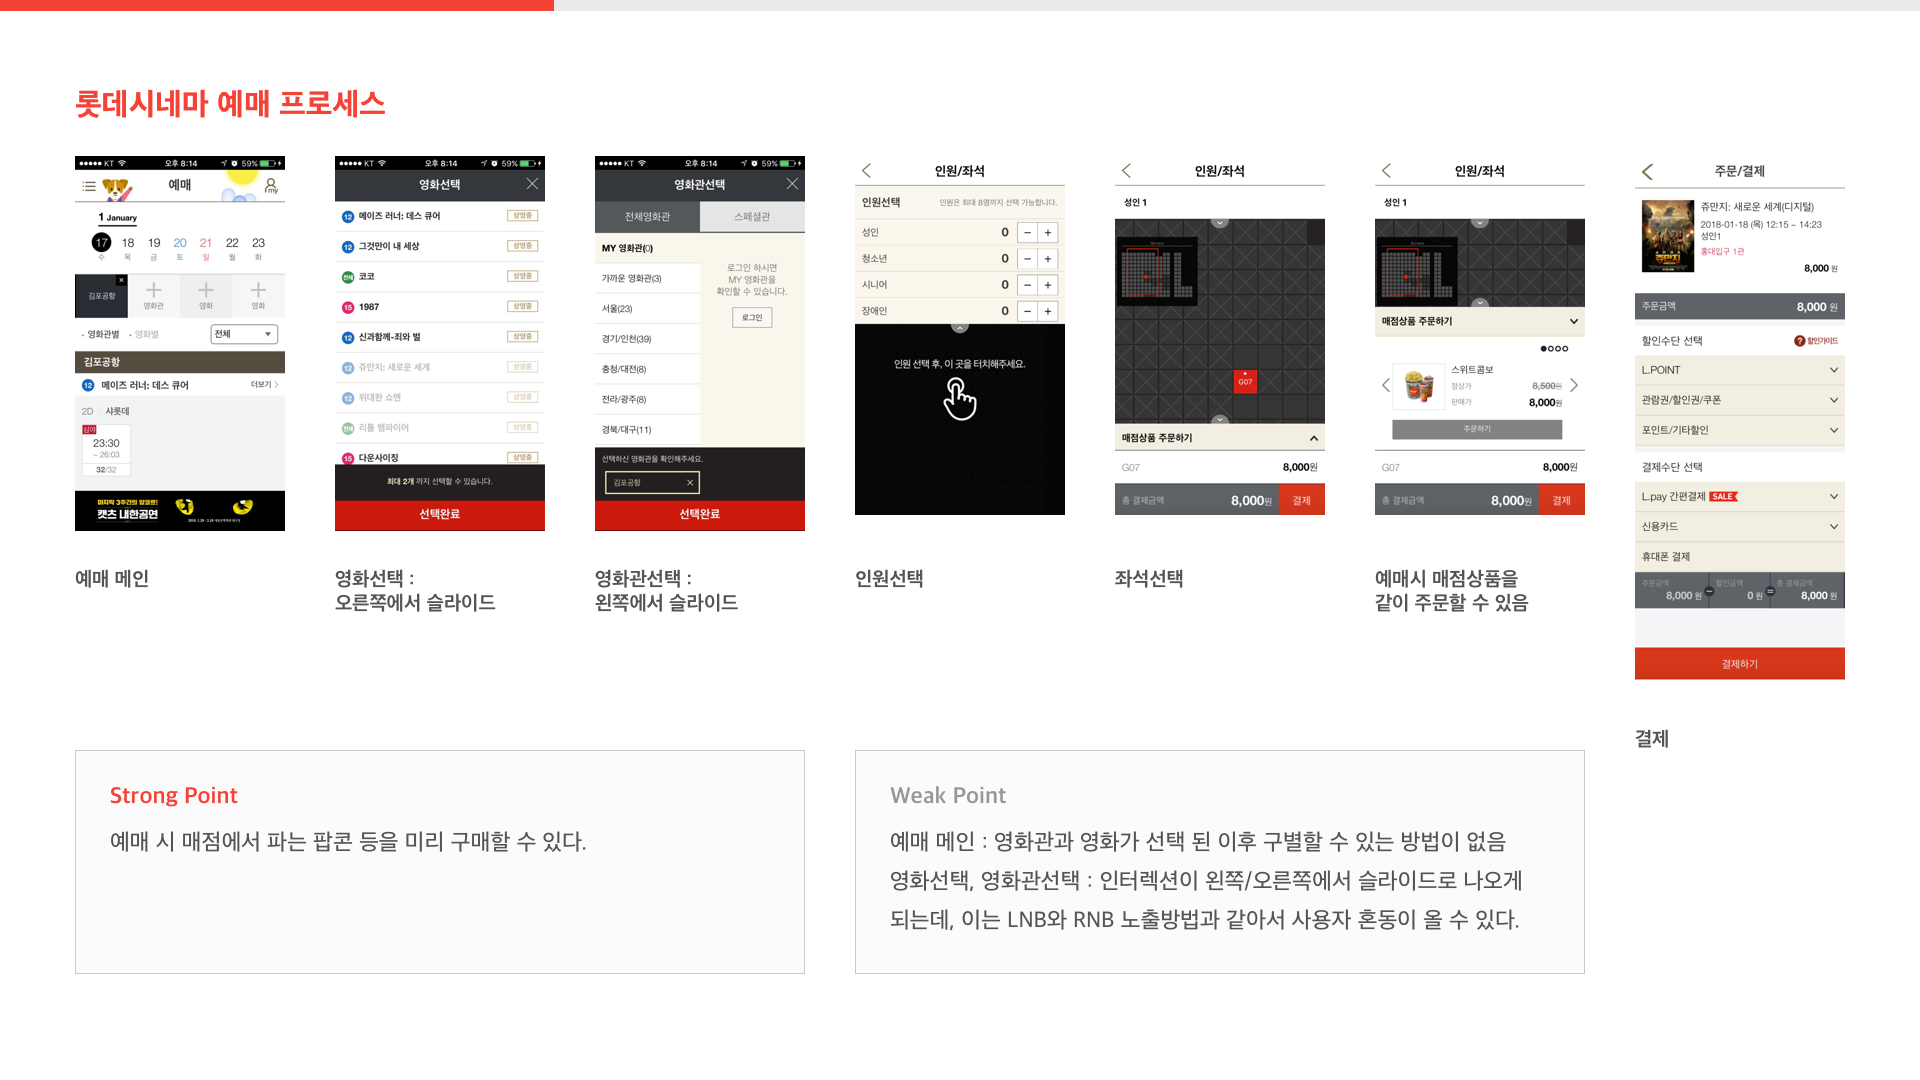 롯데시네마 예매 프로세스
●●●●● KT 오후 8:14 59%
예매
my
1 January
17 18 19 20 21 22 23
수 목 금 토 일 월 화
김포공항 영화관 영화 영화
· 영화관별 · 영화별 전체
김포공항
12 메이즈 러너: 데스 큐어 더보기
2D 샤롯데
심야
23:30
~ 26:03
32/32
마지막 3주간의 앙코르!
캣츠 내한공연
예매 메인
●●●●● KT 오후 8:14 59%
영화선택
12 메이즈 러너: 데스 큐어 상영중
12 그것만이 내 세상 상영중
전체 코코 상영중
15 1987 상영중
12 신과함께-죄와 벌 상영중
12 쥬만지: 새로운 세계 상영중
12 위대한 쇼맨 상영중
전체 리틀 뱀파이어 상영중
15 다운사이징 상영중
최대 2개 까지 선택할 수 있습니다.
선택완료
영화선택 :
오른쪽에서 슬라이드
●●●●● KT 오후 8:14 59%
영화관선택
전체영화관 스페셜관
MY 영화관(0)
가까운 영화관(3)
서울(23)
경기/인천(39)
충청/대전(8)
전라/광주(8)
경북/대구(11)
로그인 하시면
MY 영화관을
확인할 수 있습니다.
로그인
선택하신 영화관을 확인해주세요.
김포공항
선택완료
영화관선택 :
왼쪽에서 슬라이드
인원/좌석
인원선택 인원은 최대 8명까지 선택 가능합니다.
성인 0 − +
청소년 0 − +
시니어 0 − +
장애인 0 − +
인원 선택 후, 이 곳을 터치해주세요.
인원선택
인원/좌석
성인 1
Screen
G07
매점상품 주문하기
G07 8,000원
총 결제금액 8,000원 결제
좌석선택
인원/좌석
성인 1
Screen
매점상품 주문하기
스위트콤보
정상가 8,500원
판매가 8,000원
주문하기
G07 8,000원
총 결제금액 8,000원 결제
예매시 매점상품을
같이 주문할 수 있음
주문/결제
쥬만지
쥬만지: 새로운 세계(디지털)
2018-01-18 (목) 12:15 ~ 14:23
성인1
홍대입구 1관
8,000 원
주문금액 8,000 원
할인수단 선택 ? 할인가이드
L.POINT
관람권/할인권/쿠폰
포인트/기타할인
결제수단 선택
L.pay 간편결제 SALE
신용카드
휴대폰 결제
주문금액 할인금액 총 결제금액
8,000 원 − 0 원 = 8,000 원
결제하기
결제
Strong Point
예매 시 매점에서 파는 팝콘 등을 미리 구매할 수 있다.
Weak Point
예매 메인 : 영화관과 영화가 선택 된 이후 구별할 수 있는 방법이 없음
영화선택, 영화관선택 : 인터렉션이 왼쪽/오른쪽에서 슬라이드로 나오게
되는데, 이는 LNB와 RNB 노출방법과 같아서 사용자 혼동이 올 수 있다.